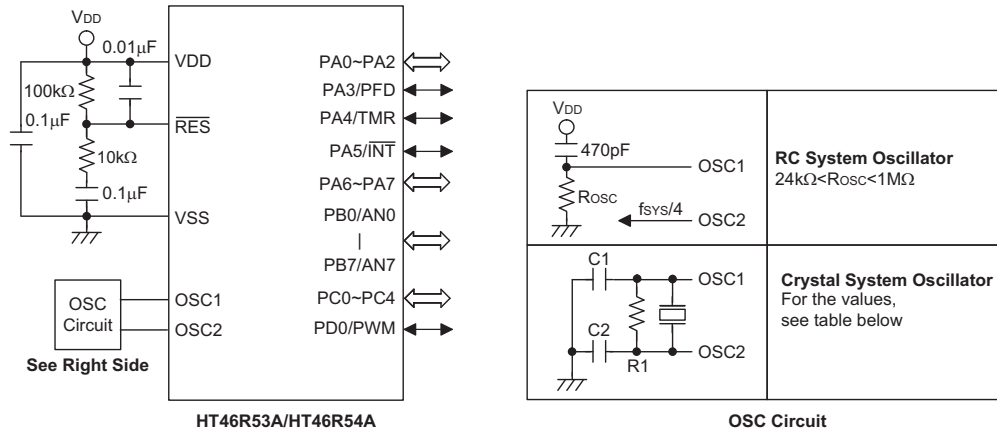 VDD
0.01μF
100kΩ
0.1μF
10kΩ
0.1μF
VDD
RES
VSS
OSC1
OSC2
OSC
Circuit
See Right Side
PA0~PA2
PA3/PFD
PA4/TMR
PA5/INT
PA6~PA7
PB0/AN0
PB7/AN7
PC0~PC4
PD0/PWM
HT46R53A/HT46R54A
VDD
470pF
OSC1
ROSC
fSYS/4
OSC2
RC System Oscillator
24kΩ<ROSC<1MΩ
C1
OSC1
C2
R1
OSC2
Crystal System Oscillator
For the values,
see table below
OSC Circuit